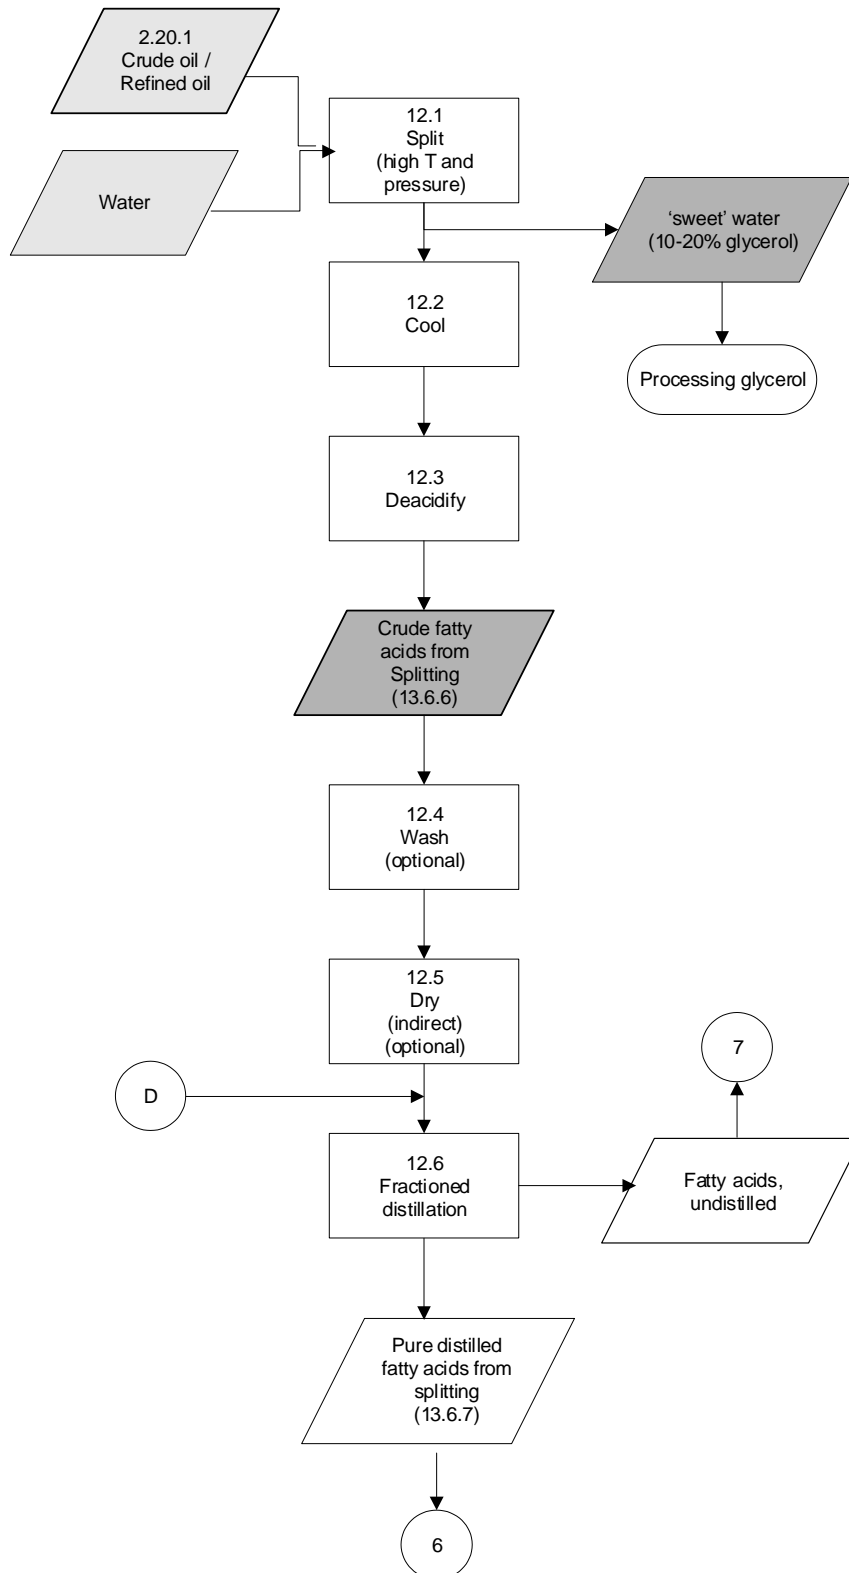 2.20.1
Crude oil /
Refined oil
12.1
Split
(high T and
pressure)
Water
'sweet' water
(10-20% glycerol)
12.2
Cool
Processing glycerol
12.3
Deacidify
Crude fatty
acids from
Splitting
(13.6.6)
12.4
Wash
(optional)
12.5
Dry
(indirect)
(optional)
7
D
12.6
Fractioned
distillation
Fatty acids,
undistilled
Pure distilled
fatty acids from
splitting
(13.6.7)
6